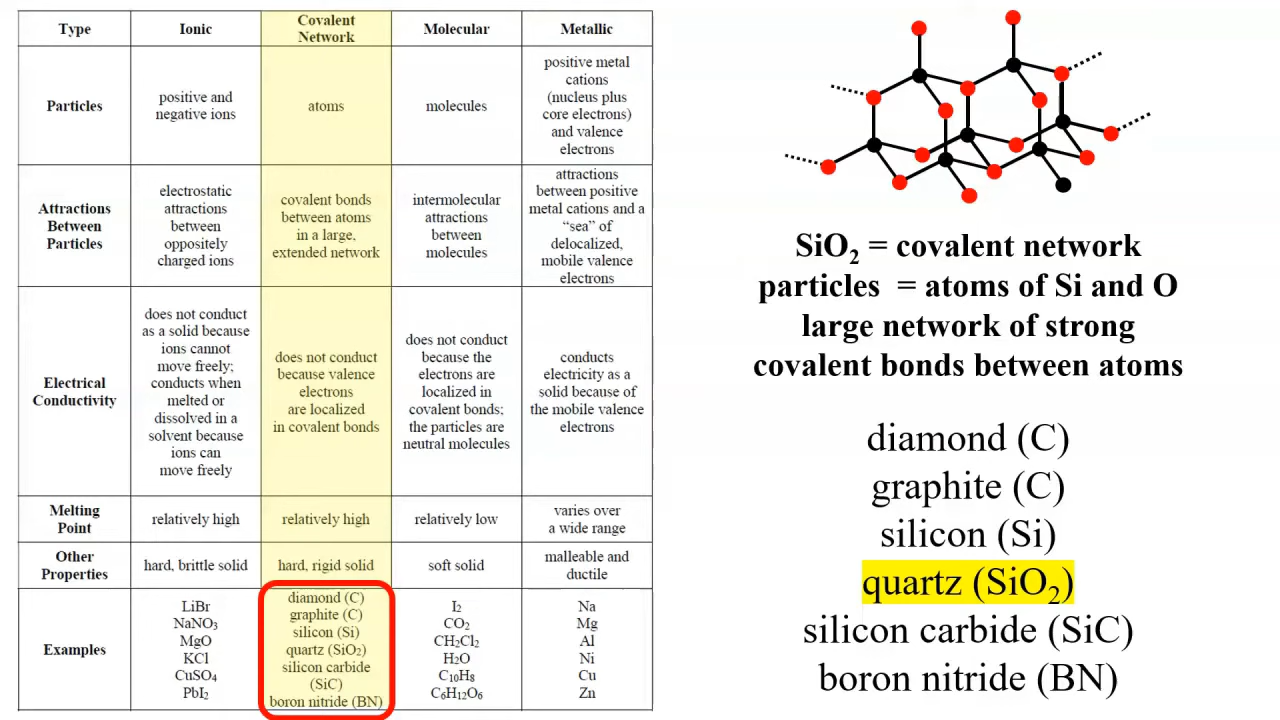 Type
Ionic
Covalent
Network
Molecular
Metallic
Particles
positive and
negative ions
atoms
molecules
positive metal
cations
(nucleus plus
core electrons)
and valence
electrons
Attractions
Between
Particles
electrostatic
attractions
between
oppositely
charged ions
covalent bonds
between atoms
in a large,
extended network
intermolecular
attractions
between
molecules
attractions
between positive
metal cations and a
“sea” of
delocalized,
mobile valence
electrons
Electrical
Conductivity
does not conduct
as a solid because
ions cannot
move freely;
conducts when
melted or
dissolved in a
solvent because
ions can
move freely
does not conduct
because valence
electrons
are localized
in covalent bonds
does not conduct
because the
electrons are
localized in
covalent bonds;
the particles are
neutral molecules
conducts
electricity as a
solid because of
the mobile valence
electrons
Melting
Point
relatively high
relatively high
relatively low
varies over
a wide range
Other
Properties
hard, brittle solid
hard, rigid solid
soft solid
malleable and
ductile
Examples
LiBr
NaNO₃
MgO
KCl
CuSO₄
PbI₂
diamond (C)
graphite (C)
silicon (Si)
quartz (SiO₂)
silicon carbide
(SiC)
boron nitride (BN)
I₂
CO₂
CH₂Cl₂
H₂O
C₁₀H₈
C₆H₁₂O₆
Na
Mg
Al
Ni
Cu
Zn
SiO₂ = covalent network
particles = atoms of Si and O
large network of strong
covalent bonds between atoms
diamond (C)
graphite (C)
silicon (Si)
quartz (SiO₂)
silicon carbide (SiC)
boron nitride (BN)